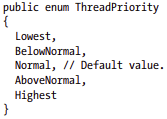 public enum ThreadPriority
{
Lowest,
BelowNormal,
Normal, // Default value.
AboveNormal,
Highest
}